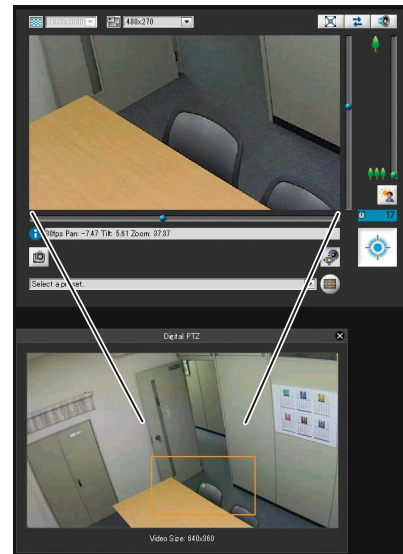 1920x1080
480x270
17
30fps Pan: -7.47 Tilt: 5.61 Zoom: 37.37
Select a preset.
Digital PTZ
Video Size: 640x360